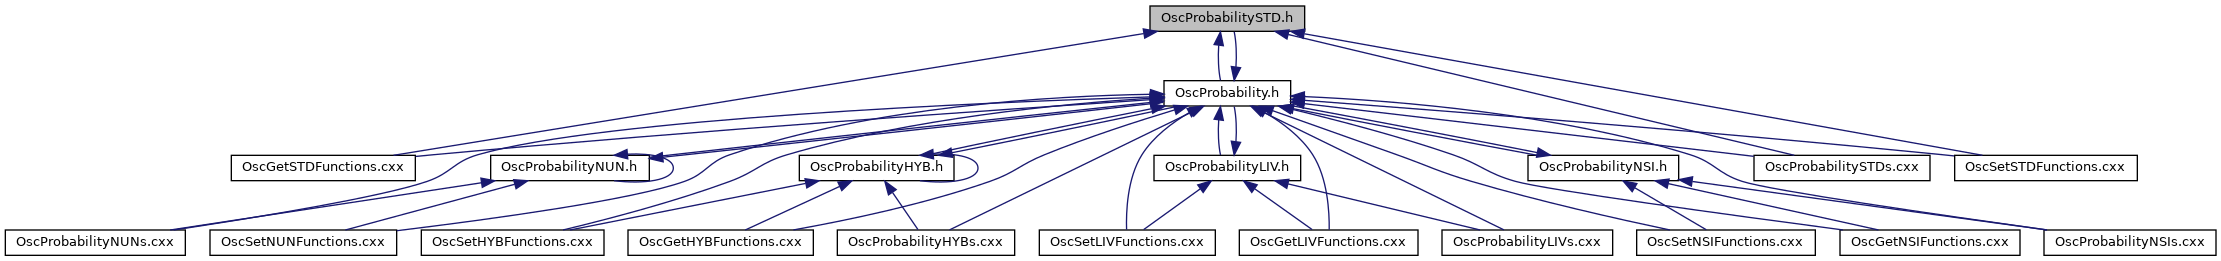 OscProbabilitySTD.h
OscProbability.h
OscGetSTDFunctions.cxx
OscProbabilityNUN.h
OscProbabilityHYB.h
OscProbabilityLIV.h
OscProbabilityNSI.h
OscProbabilitySTDs.cxx
OscSetSTDFunctions.cxx
OscProbabilityNUNs.cxx
OscSetNUNFunctions.cxx
OscSetHYBFunctions.cxx
OscGetHYBFunctions.cxx
OscProbabilityHYBs.cxx
OscSetLIVFunctions.cxx
OscGetLIVFunctions.cxx
OscProbabilityLIVs.cxx
OscSetNSIFunctions.cxx
OscGetNSIFunctions.cxx
OscProbabilityNSIs.cxx